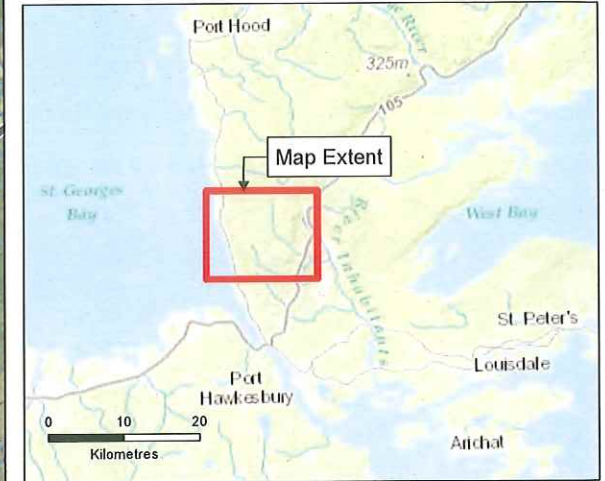 Port Hood
River
325m
105
Map Extent
St. Georges
Bay
River Inhabitants
West Bay
St. Peter's
Louisdale
Port
Hawkesbury
0 10 20
Kilometres
Arichat